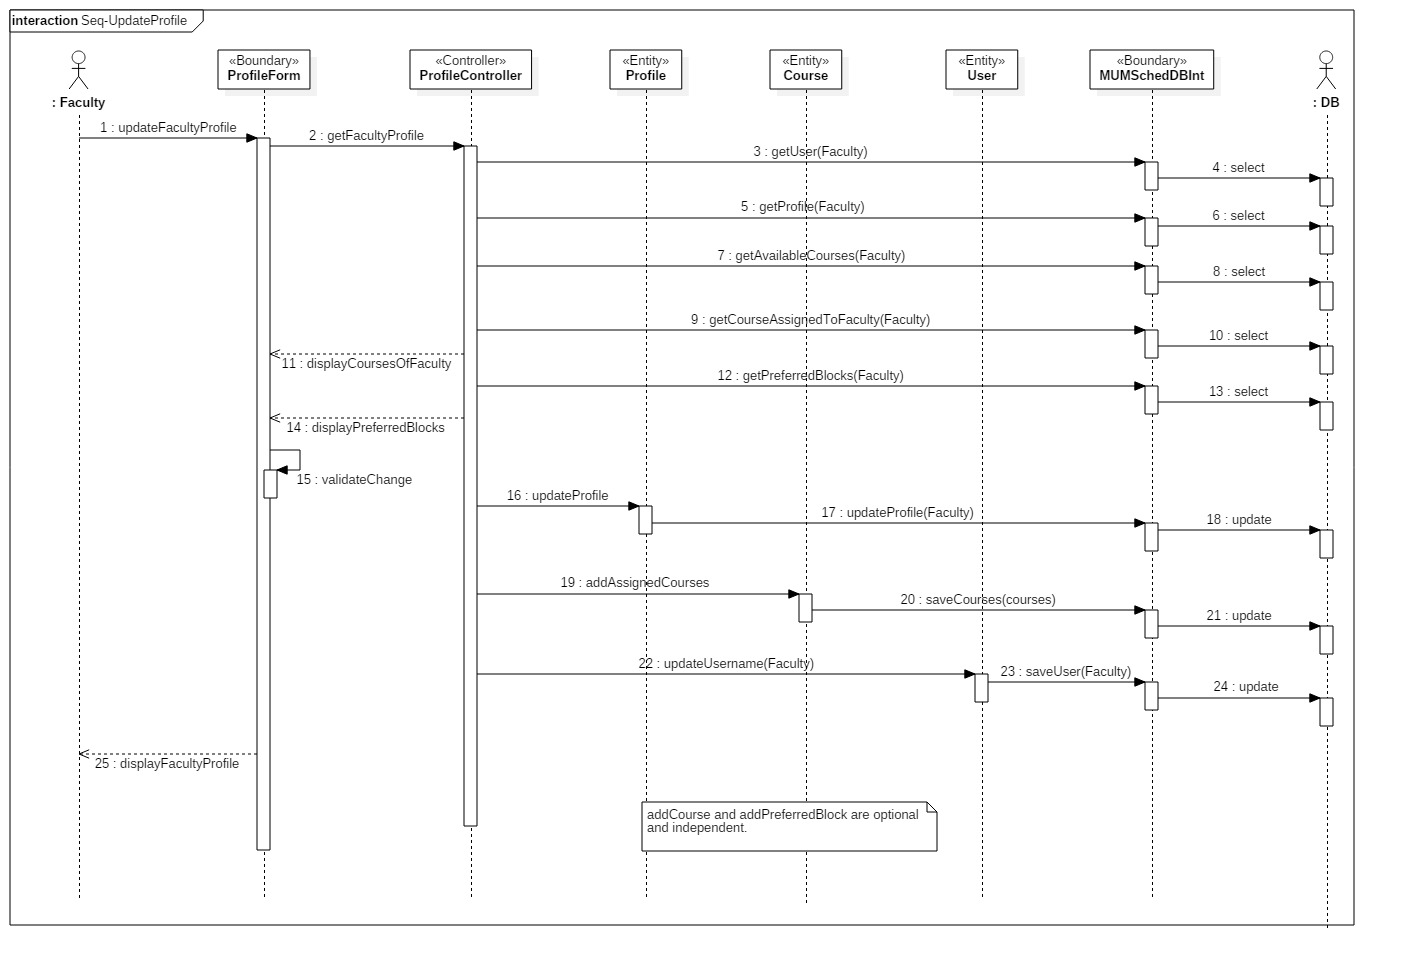 interaction Seq-UpdateProfile
«Boundary»
ProfileForm
«Controller»
ProfileController
«Entity»
Profile
«Entity»
Course
«Entity»
User
«Boundary»
MUMSchedDBInt
: Faculty
: DB
1 : updateFacultyProfile
2 : getFacultyProfile
3 : getUser(Faculty)
4 : select
5 : getProfile(Faculty)
6 : select
7 : getAvailableCourses(Faculty)
8 : select
9 : getCourseAssignedToFaculty(Faculty)
10 : select
11 : displayCoursesOfFaculty
12 : getPreferredBlocks(Faculty)
13 : select
14 : displayPreferredBlocks
15 : validateChange
16 : updateProfile
17 : updateProfile(Faculty)
18 : update
19 : addAssignedCourses
20 : saveCourses(courses)
21 : update
22 : updateUsername(Faculty)
23 : saveUser(Faculty)
24 : update
25 : displayFacultyProfile
addCourse and addPreferredBlock are optional
and independent.